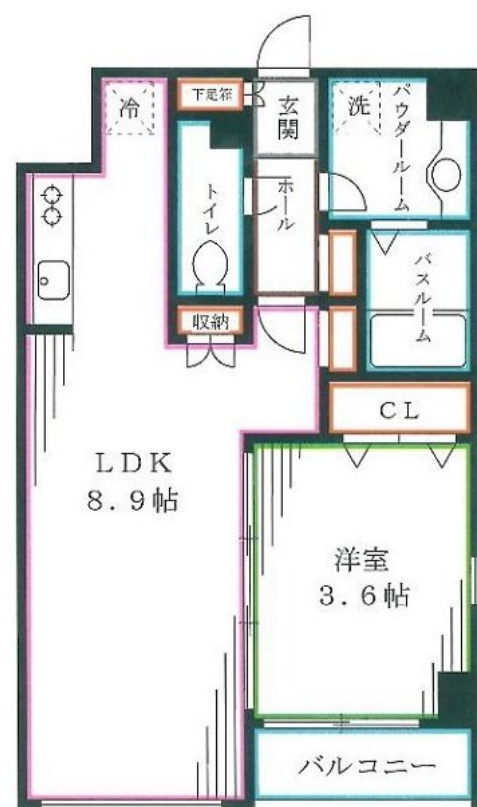 下足箱
玄関
洗
パウダールーム
冷
トイレ
ホール
バスルーム
収納
CL
LDK
8.9帖
洋室
3.6帖
バルコニー